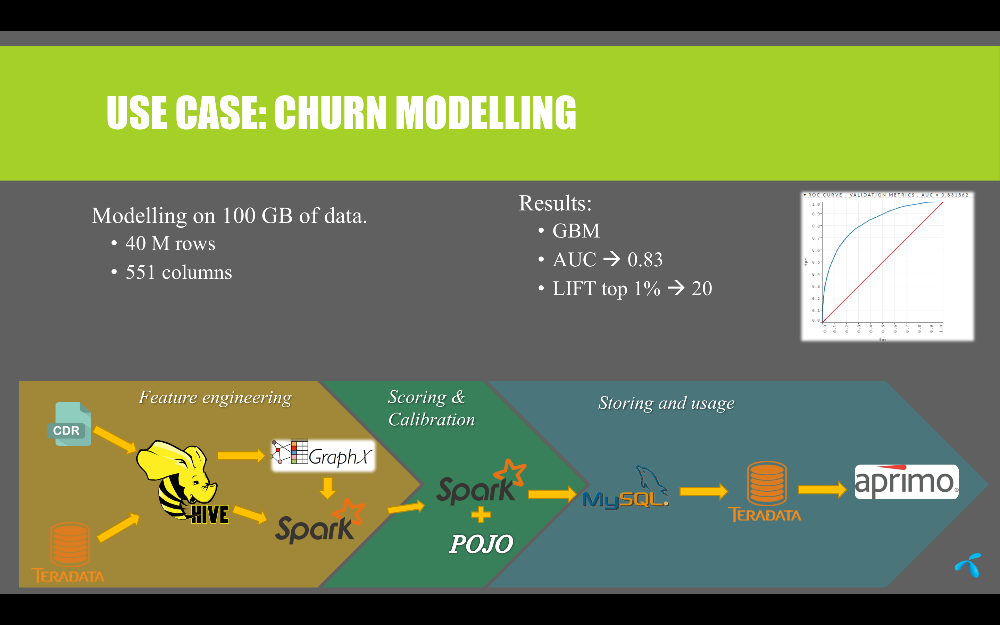 USE CASE: CHURN MODELLING
Modelling on 100 GB of data.
• 40 M rows
• 551 columns
Results:
• GBM
• AUC → 0.83
• LIFT top 1% → 20
ROC CURVE - VALIDATION METRICS , AUC = 0.831862
1.0
0.9
0.8
0.7
0.6
0.5
0.4
0.3
0.2
0.1
0.0
tpr
0.0 0.1 0.2 0.3 0.4 0.5 0.6 0.7 0.8 0.9 1.0
fpr
Feature engineering
CDR
HIVE
TERADATA
GraphX
Spark
Scoring &
Calibration
Spark
+
POJO
Storing and usage
MySQL®
TERADATA
aprimo®